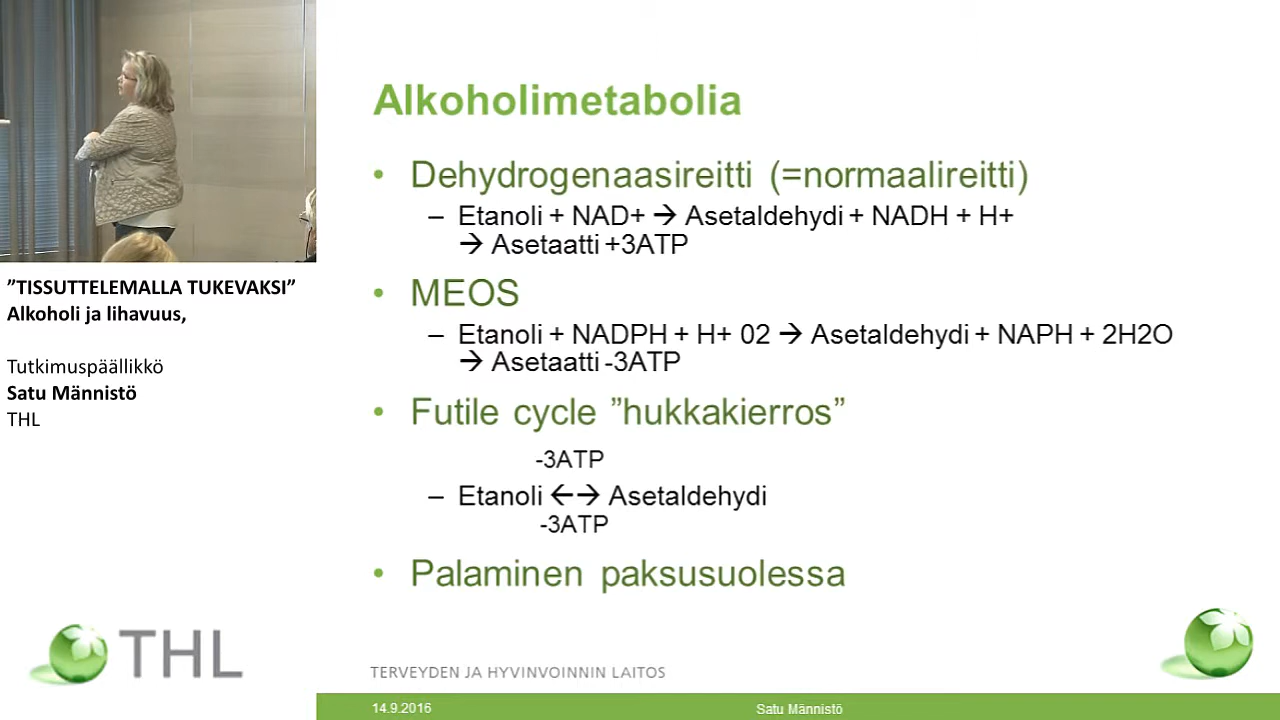 "TISSUTTELEMALLA TUKEVAKSI"
Alkoholi ja lihavuus,
Tutkimuspäällikkö
Satu Männistö
THL
THL
Alkoholimetabolia
• Dehydrogenaasireitti (=normaalireitti)
– Etanoli + NAD+ → Asetaldehydi + NADH + H+
→ Asetaatti +3ATP
• MEOS
– Etanoli + NADPH + H+ 02 → Asetaldehydi + NAPH + 2H2O
→ Asetaatti -3ATP
• Futile cycle ”hukkakierros”
-3ATP
– Etanoli ←→ Asetaldehydi
-3ATP
• Palaminen paksusuolessa
TERVEYDEN JA HYVINVOINNIN LAITOS
14.9.2016 Satu Männistö